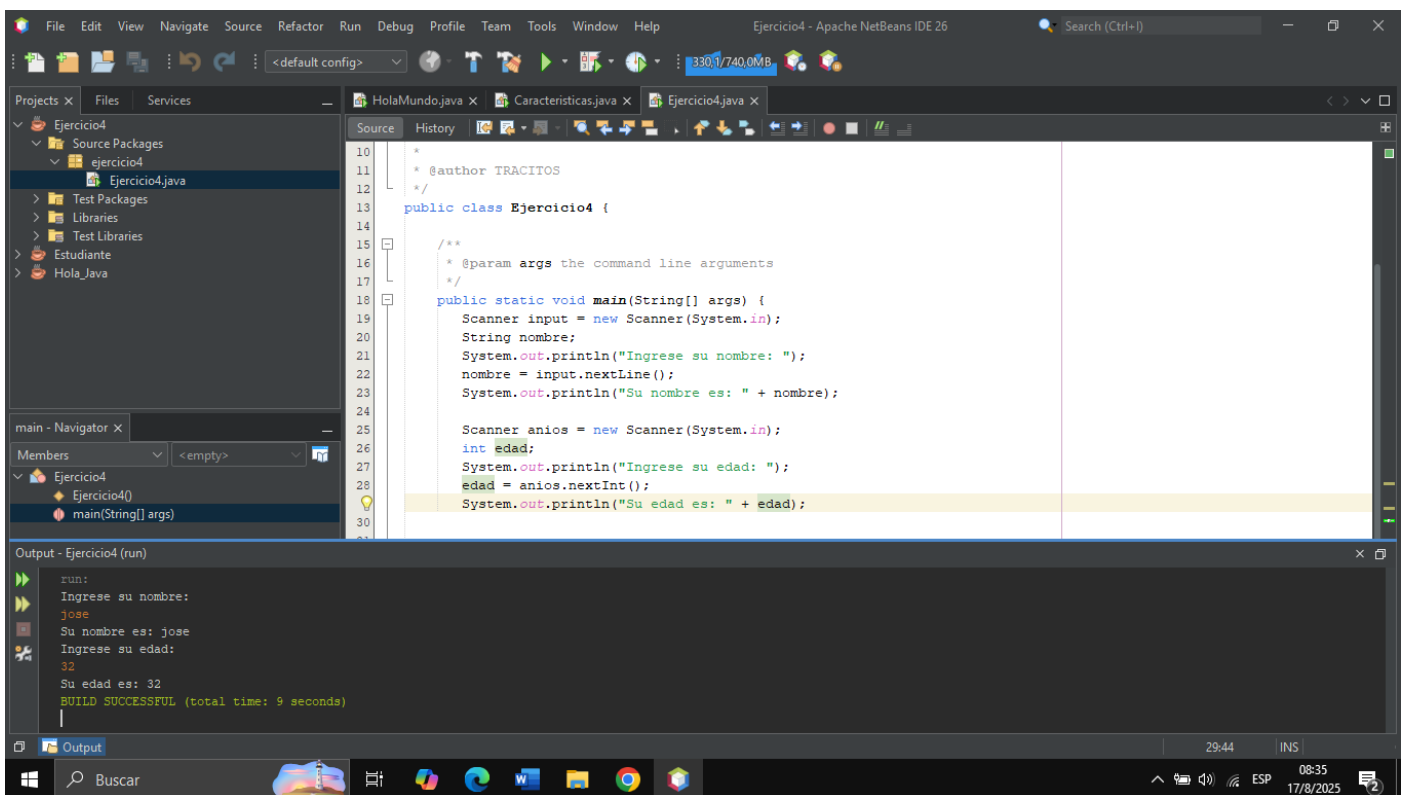 File Edit View Navigate Source Refactor Run Debug Profile Team Tools Window Help Ejercicio4 - Apache NetBeans IDE 26 Search (Ctrl+I)
<default config> 330,1/740,0MB
Projects Files Services
HolaMundo.java Caracteristicas.java Ejercicio4.java
Ejercicio4
Source Packages
ejercicio4
Ejercicio4.java
Test Packages
Libraries
Test Libraries
Estudiante
Hola_Java
Source History
10 *
11 * @author TRACITOS
12 */
13 public class Ejercicio4 {
14
15 /**
16 * @param args the command line arguments
17 */
18 public static void main(String[] args) {
19 Scanner input = new Scanner(System.in);
20 String nombre;
21 System.out.println("Ingrese su nombre: ");
22 nombre = input.nextLine();
23 System.out.println("Su nombre es: " + nombre);
24
25 Scanner anios = new Scanner(System.in);
26 int edad;
27 System.out.println("Ingrese su edad: ");
28 edad = anios.nextInt();
System.out.println("Su edad es: " + edad);
30
main - Navigator
Members <empty>
Ejercicio4
Ejercicio4()
main(String[] args)
Output - Ejercicio4 (run)
run:
Ingrese su nombre:
jose
Su nombre es: jose
Ingrese su edad:
32
Su edad es: 32
BUILD SUCCESSFUL (total time: 9 seconds)
Output 29:44 INS
Buscar ESP 08:35
17/8/2025 2